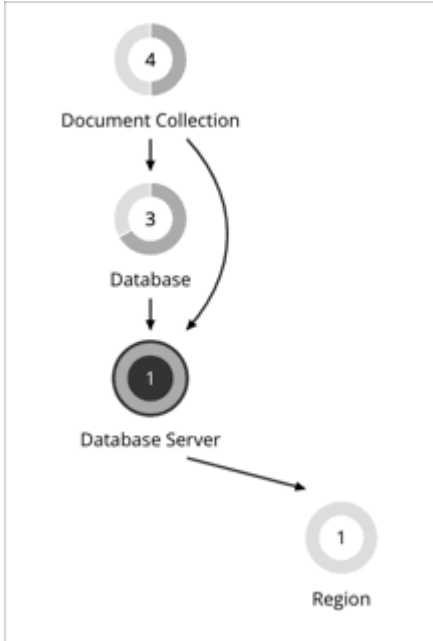 4
Document Collection
3
Database
1
Database Server
1
Region